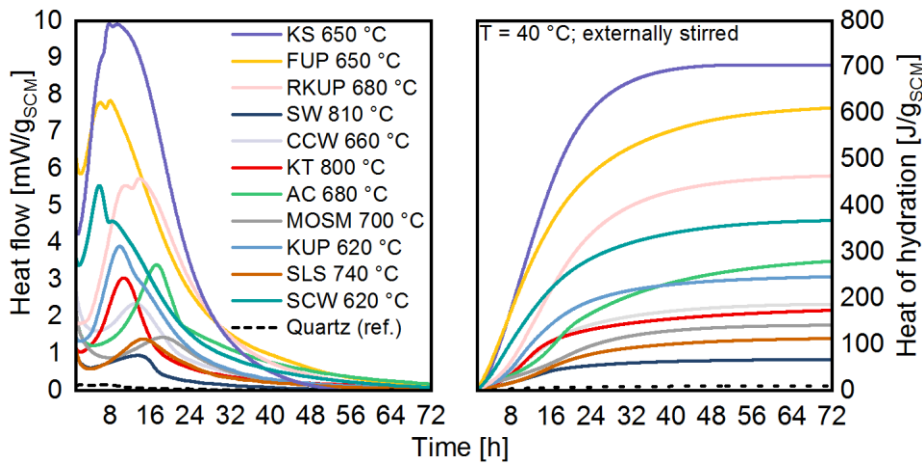 Heat flow [mW/gSCM]
10
9
8
7
6
5
4
3
2
1
0
KS 650 °C
FUP 650 °C
RKUP 680 °C
SW 810 °C
CCW 660 °C
KT 800 °C
AC 680 °C
MOSM 700 °C
KUP 620 °C
SLS 740 °C
SCW 620 °C
Quartz (ref.)
8 16 24 32 40 48 56 64 72
T = 40 °C; externally stirred
800
700
600
500
400
300
200
100
0
Heat of hydration [J/gSCM]
8 16 24 32 40 48 56 64 72
Time [h]